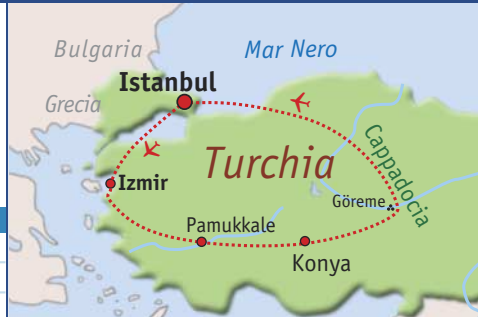 Bulgaria
Mar Nero
Istanbul
Grecia
Cappadocia
Turchia
Izmir
Göreme
Pamukkale
Konya